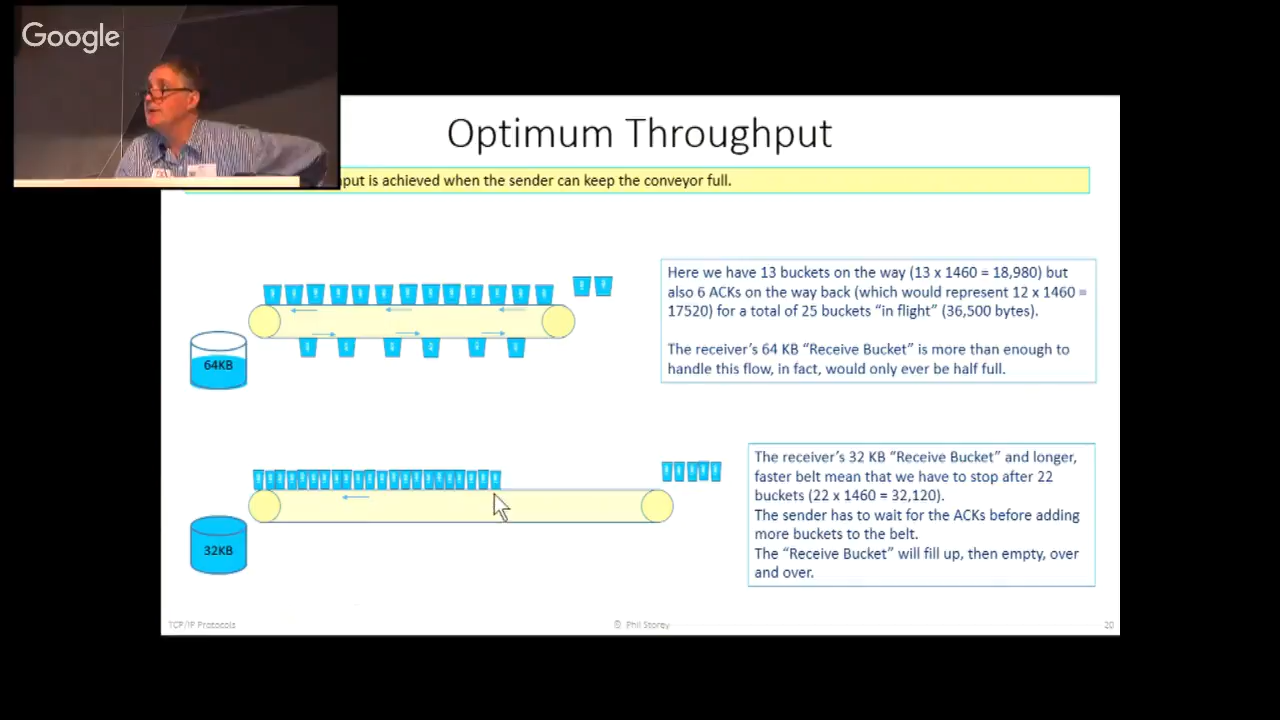 Google
Optimum Throughput
put is achieved when the sender can keep the conveyor full.
Here we have 13 buckets on the way (13 x 1460 = 18,980) but
also 6 ACKs on the way back (which would represent 12 x 1460 =
17520) for a total of 25 buckets “in flight” (36,500 bytes).
The receiver’s 64 KB “Receive Bucket” is more than enough to
handle this flow, in fact, would only ever be half full.
64KB
The receiver’s 32 KB “Receive Bucket” and longer,
faster belt mean that we have to stop after 22
buckets (22 x 1460 = 32,120).
The sender has to wait for the ACKs before adding
more buckets to the belt.
The “Receive Bucket” will fill up, then empty, over
and over.
32KB
TCP/IP Protocols
© Phil Storey
20